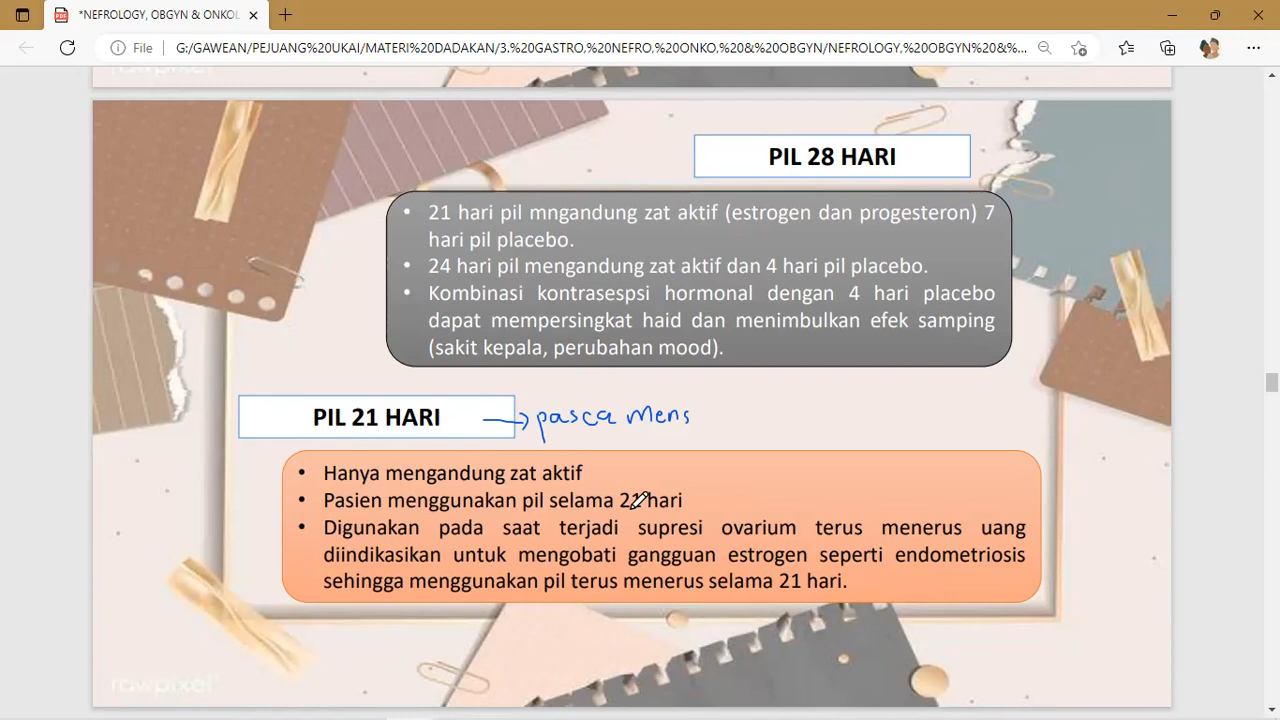 *NEFROLOGY, OBGYN & ONKOL
File
G:/GAWEAN/PEJUANG%20UKAI/MATERI%20DADAKAN/3.%20GASTRO,%20NEFRO,%20ONKO,%20&%20OBGYN/NEFROLOGY,%20OBGYN%20&%...
PIL 28 HARI
• 21 hari pil mngandung zat aktif (estrogen dan progesteron) 7
hari pil placebo.
• 24 hari pil mengandung zat aktif dan 4 hari pil placebo.
• Kombinasi kontrasespsi hormonal dengan 4 hari placebo
dapat mempersingkat haid dan menimbulkan efek samping
(sakit kepala, perubahan mood).
PIL 21 HARI → pasca mens
• Hanya mengandung zat aktif
• Pasien menggunakan pil selama 21 hari
• Digunakan pada saat terjadi supresi ovarium terus menerus uang
diindikasikan untuk mengobati gangguan estrogen seperti endometriosis
sehingga menggunakan pil terus menerus selama 21 hari.
rawpixel